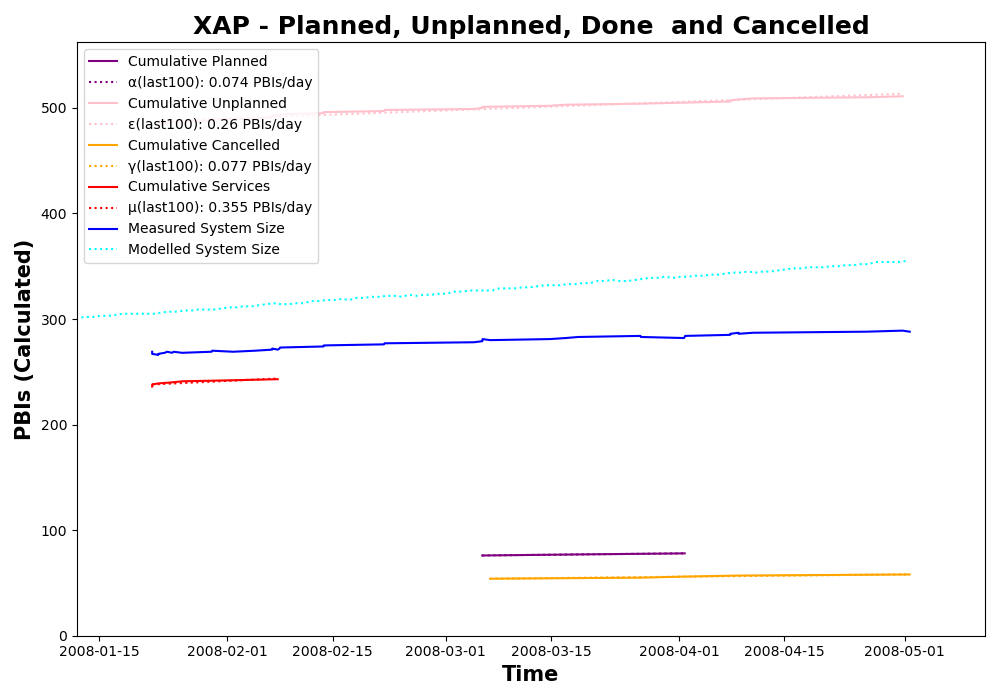 XAP - Planned, Unplanned, Done  and Cancelled
Cumulative Planned
α(last100): 0.074 PBIs/day
Cumulative Unplanned
ε(last100): 0.26 PBIs/day
Cumulative Cancelled
γ(last100): 0.077 PBIs/day
Cumulative Services
μ(last100): 0.355 PBIs/day
Measured System Size
Modelled System Size
PBIs (Calculated)
500
400
300
200
100
0
2008-01-15 2008-02-01 2008-02-15 2008-03-01 2008-03-15 2008-04-01 2008-04-15 2008-05-01
Time